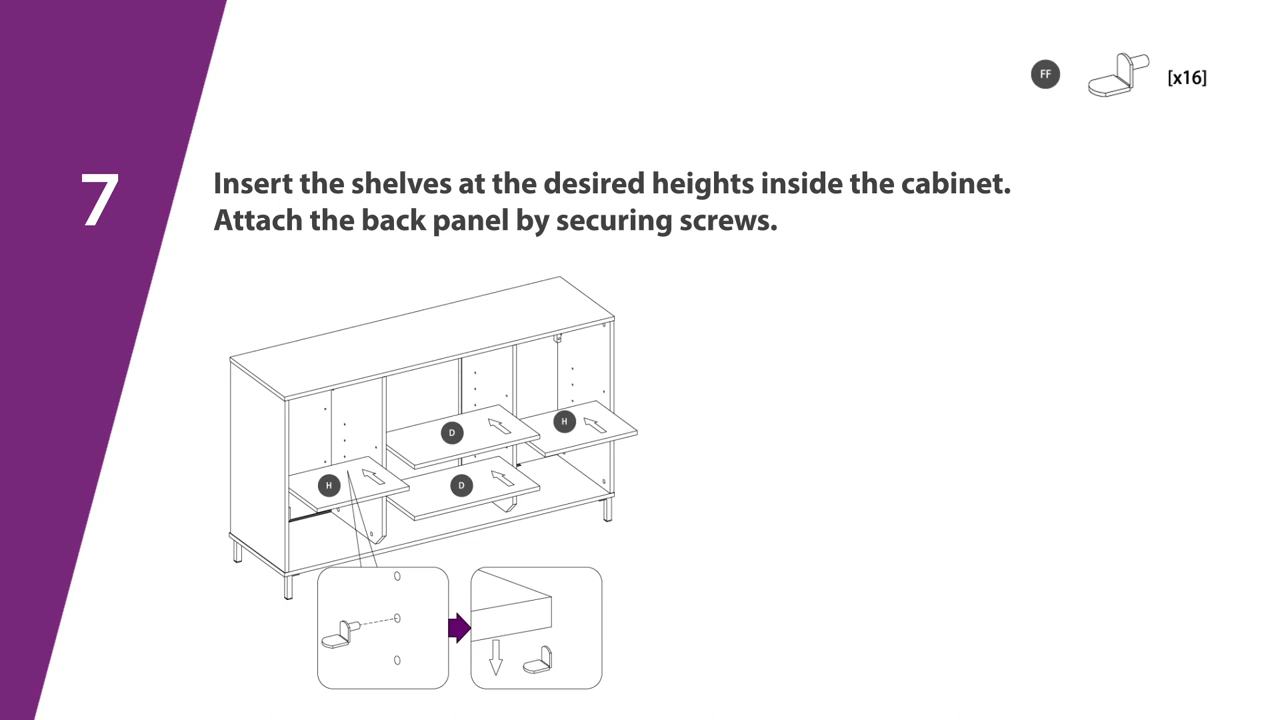 FF [x16]
7
Insert the shelves at the desired heights inside the cabinet.
Attach the back panel by securing screws.
H
D
H
D